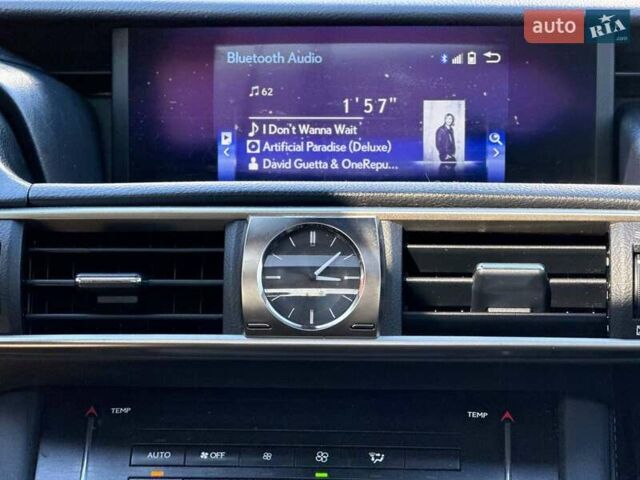 auto RIA.com
Bluetooth Audio
62
1'57"
I Don't Wanna Wait
Artificial Paradise (Deluxe)
David Guetta & OneRepu...
TEMP
TEMP
AUTO
OFF